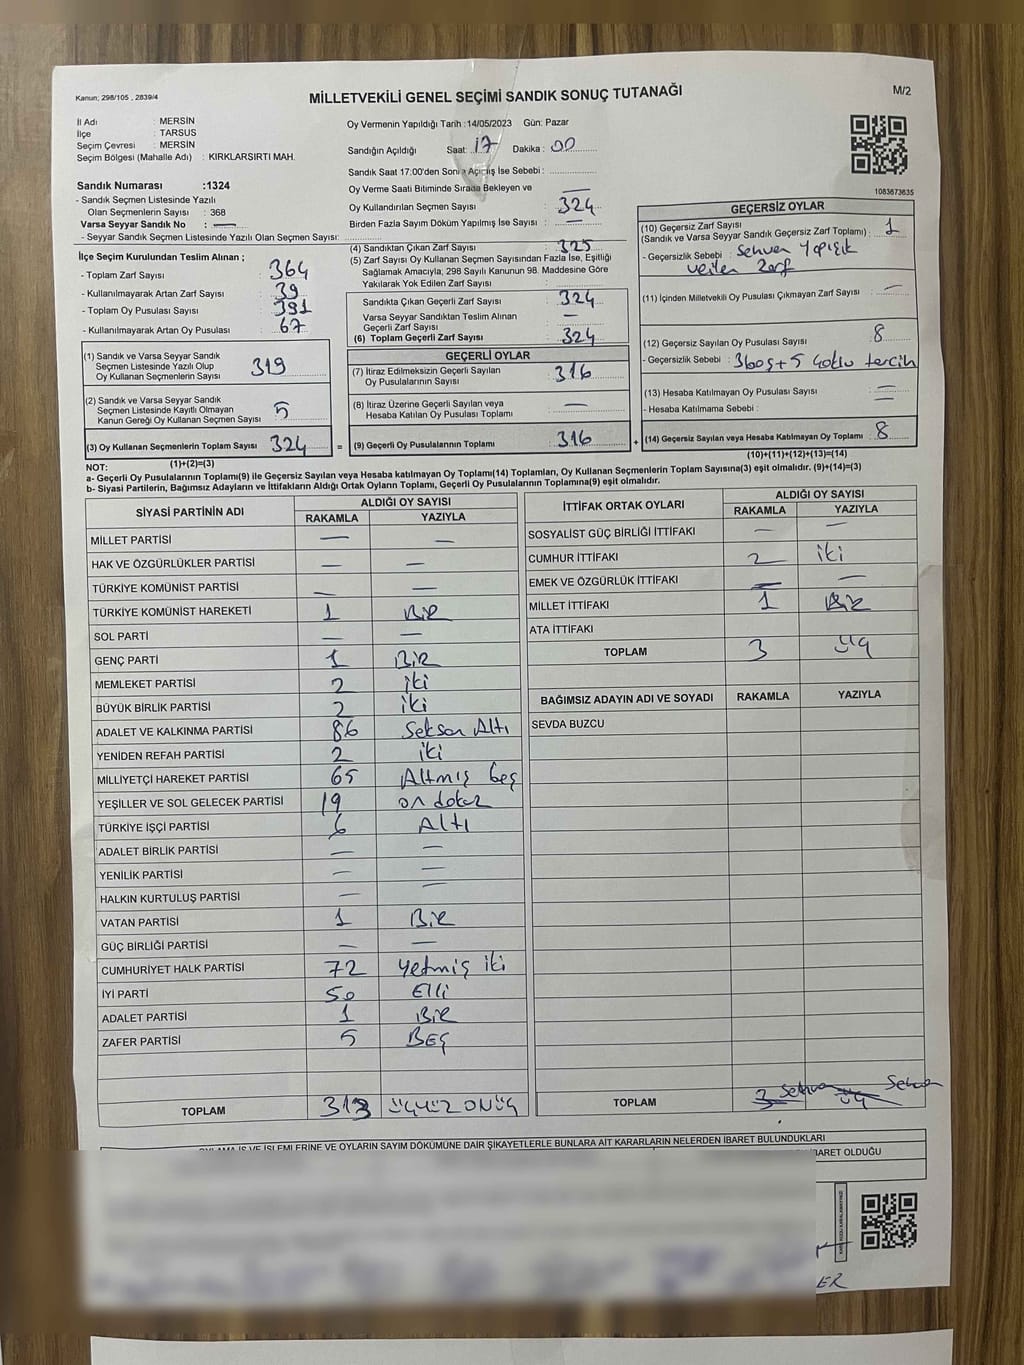 Kanun; 298/105 , 2839/4
MİLLETVEKİLİ GENEL SEÇİMİ SANDIK SONUÇ TUTANAĞI
M/2
İl Adı : MERSİN
İlçe : TARSUS
Seçim Çevresi : MERSİN
Seçim Bölgesi (Mahalle Adı) : KIRKLARSIRTI MAH.
Oy Vermenin Yapıldığı Tarih :14/05/2023 Gün: Pazar
Sandığın Açıldığı Saat: 17 Dakika : 00
Sandık Saat 17:00'den Sonra Açılış İse Sebebi :
Oy Verme Saati Bitiminde Sırada Bekleyen ve —
Oy Kullandırılan Seçmen Sayısı : 324
Birden Fazla Sayım Döküm Yapılmış İse Sayısı : —
1083673635
Sandık Numarası :1324
- Sandık Seçmen Listesinde Yazılı
Olan Seçmenlerin Sayısı : 368
Varsa Seyyar Sandık No : —
- Seyyar Sandık Seçmen Listesinde Yazılı Olan Seçmen Sayısı:
İlçe Seçim Kurulundan Teslim Alınan ;
- Toplam Zarf Sayısı : 364
- Kullanılmayarak Artan Zarf Sayısı : 39
- Toplam Oy Pusulası Sayısı : 391
- Kullanılmayarak Artan Oy Pusulası : 67
(1) Sandık ve Varsa Seyyar Sandık
Seçmen Listesinde Yazılı Olup
Oy Kullanan Seçmenlerin Sayısı : 319
(2) Sandık ve Varsa Seyyar Sandık
Seçmen Listesinde Kayıtlı Olmayan
Kanun Gereği Oy Kullanan Seçmen Sayısı : 5
(3) Oy Kullanan Seçmenlerin Toplam Sayısı : 324
(1)+(2)=(3)
(4) Sandıktan Çıkan Zarf Sayısı : 325
(5) Zarf Sayısı Oy Kullanan Seçmen Sayısından Fazla İse, Eşitliği
Sağlamak Amacıyla; 298 Sayılı Kanunun 98. Maddesine Göre
Yakılarak Yok Edilen Zarf Sayısı :
Sandıkta Çıkan Geçerli Zarf Sayısı : 324
Varsa Seyyar Sandıktan Teslim Alınan
Geçerli Zarf Sayısı : —
(6) Toplam Geçerli Zarf Sayısı : 324
GEÇERLİ OYLAR
(7) İtiraz Edilmeksizin Geçerli Sayılan
Oy Pusulalarının Sayısı : 316
(8) İtiraz Üzerine Geçerli Sayılan veya
Hesaba Katılan Oy Pusulası Toplamı : —
= (9) Geçerli Oy Pusulalarının Toplamı : 316 +
GEÇERSİZ OYLAR
(10) Geçersiz Zarf Sayısı
(Sandık ve Varsa Seyyar Sandık Geçersiz Zarf Toplamı) : 1
- Geçersizlik Sebebi : Sehven Yapışık
verilen Zarf
(11) İçinden Milletvekili Oy Pusulası Çıkmayan Zarf Sayısı : —
(12) Geçersiz Sayılan Oy Pusulası Sayısı : 8
- Geçersizlik Sebebi : 3boş+5 çoklu tercih
(13) Hesaba Katılmayan Oy Pusulası Sayısı : —
- Hesaba Katılmama Sebebi : —
(14) Geçersiz Sayılan veya Hesaba Katılmayan Oy Toplamı : 8
(10)+(11)+(12)+(13)=(14)
NOT:
a- Geçerli Oy Pusulalarının Toplamı(9) ile Geçersiz Sayılan veya Hesaba katılmayan Oy Toplamı(14) Toplamları, Oy Kullanan Seçmenlerin Toplam Sayısına(3) eşit olmalıdır. (9)+(14)=(3)
b- Siyasi Partilerin, Bağımsız Adayların ve İttifakların Aldığı Ortak Oyların Toplamı, Geçerli Oy Pusulalarının Toplamına(9) eşit olmalıdır.
SİYASİ PARTİNİN ADI ALDIĞI OY SAYISI
RAKAMLA YAZIYLA
MİLLET PARTİSİ — —
HAK VE ÖZGÜRLÜKLER PARTİSİ — —
TÜRKİYE KOMÜNİST PARTİSİ — —
TÜRKİYE KOMÜNİST HAREKETİ 1 BİR
SOL PARTİ — —
GENÇ PARTİ 1 BİR
MEMLEKET PARTİSİ 2 iki
BÜYÜK BİRLİK PARTİSİ 2 iki
ADALET VE KALKINMA PARTİSİ 86 Seksen Altı
YENİDEN REFAH PARTİSİ 2 iki
MİLLİYETÇİ HAREKET PARTİSİ 65 Altmış beş
YEŞİLLER VE SOL GELECEK PARTİSİ 19 on dokuz
TÜRKİYE İŞÇİ PARTİSİ 6 Altı
ADALET BİRLİK PARTİSİ — —
YENİLİK PARTİSİ — —
HALKIN KURTULUŞ PARTİSİ — —
VATAN PARTİSİ 1 BİR
GÜÇ BİRLİĞİ PARTİSİ — —
CUMHURİYET HALK PARTİSİ 72 Yetmiş iki
İYİ PARTİ 50 Elli
ADALET PARTİSİ 1 BİR
ZAFER PARTİSİ 5 BEŞ
TOPLAM 313 ÜÇYÜZ ONÜÇ
İTTİFAK ORTAK OYLARI ALDIĞI OY SAYISI
RAKAMLA YAZIYLA
SOSYALİST GÜÇ BİRLİĞİ İTTİFAKI — —
CUMHUR İTTİFAKI 2 iki
EMEK VE ÖZGÜRLÜK İTTİFAKI — —
MİLLET İTTİFAKI 1 BİR
ATA İTTİFAKI
TOPLAM 3 üç
BAĞIMSIZ ADAYIN ADI VE SOYADI RAKAMLA YAZIYLA
SEVDA BUZCU
TOPLAM 3 Sehven üç Sehven
OYLAMA İŞ VE İŞLEMLERİNE VE OYLARIN SAYIM DÖKÜMÜNE DAİR ŞİKAYETLERLE BUNLARA AİT KARARLARIN NELERDEN İBARET BULUNDUKLARI
İBARET OLDUĞU
ER